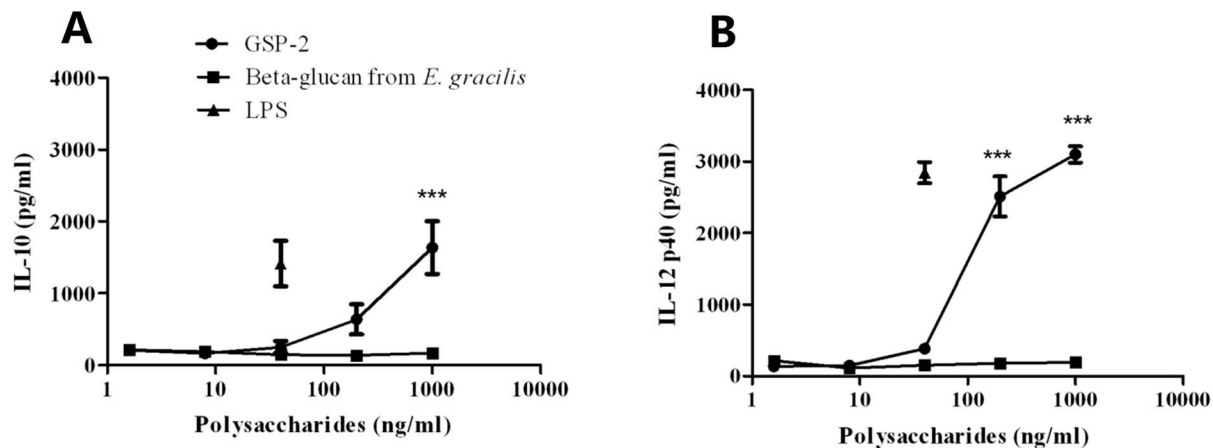 A
GSP-2
Beta-glucan from E. gracilis
LPS
4000
3000
2000
1000
0
IL-10 (pg/ml)
***
1 10 100 1000 10000
Polysaccharides (ng/ml)
B
4000
3000
2000
1000
0
IL-12 p40 (pg/ml)
***
***
1 10 100 1000 10000
Polysaccharides (ng/ml)